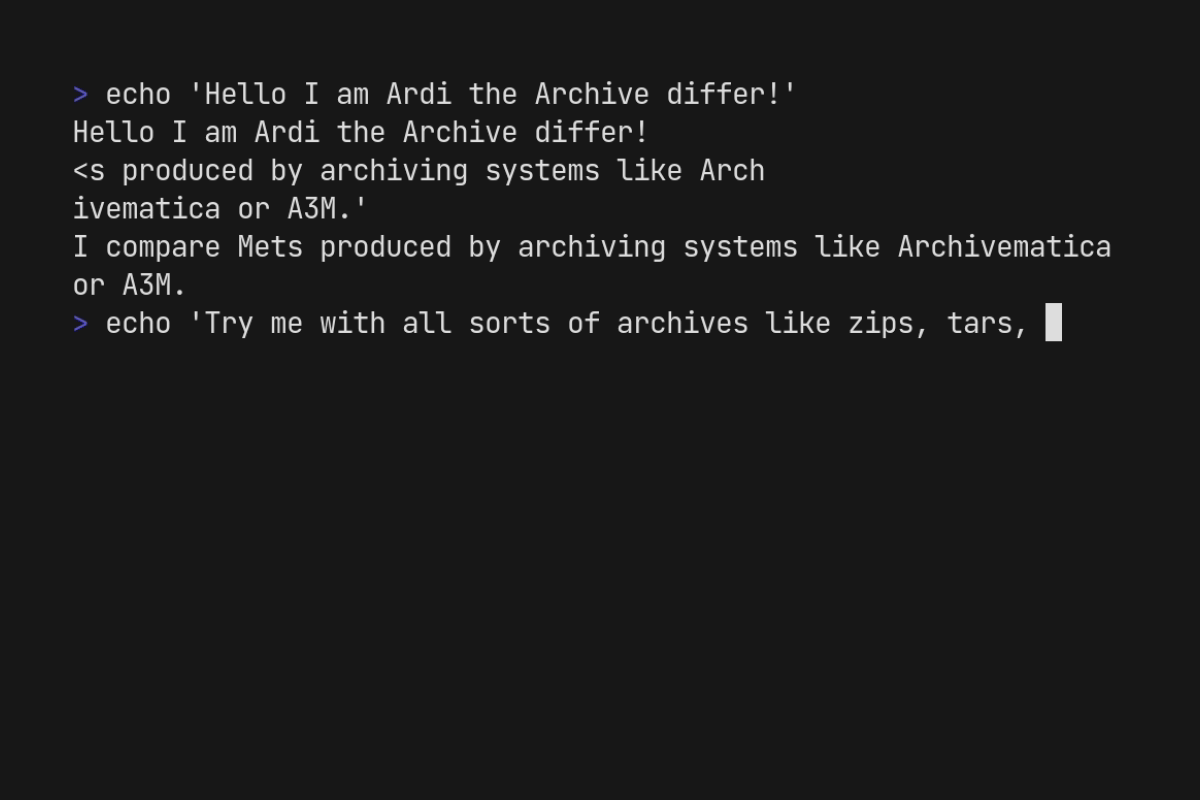 > echo 'Hello I am Ardi the Archive differ!'
Hello I am Ardi the Archive differ!
<s produced by archiving systems like Arch
ivematica or A3M.'
I compare Mets produced by archiving systems like Archivematica
or A3M.
> echo 'Try me with all sorts of archives like zips, tars,